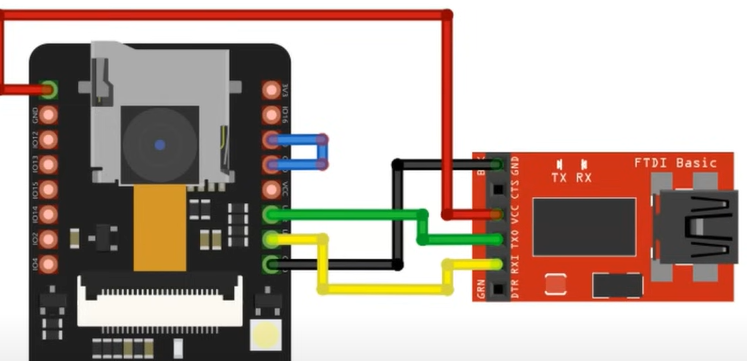 GND
IO12
IO13
IO15
IO14
IO2
IO4
3V3
IO16
VCC
FTDI Basic
TX RX
GND
CTS
VCC
TXO
RXI
DTR
GRN